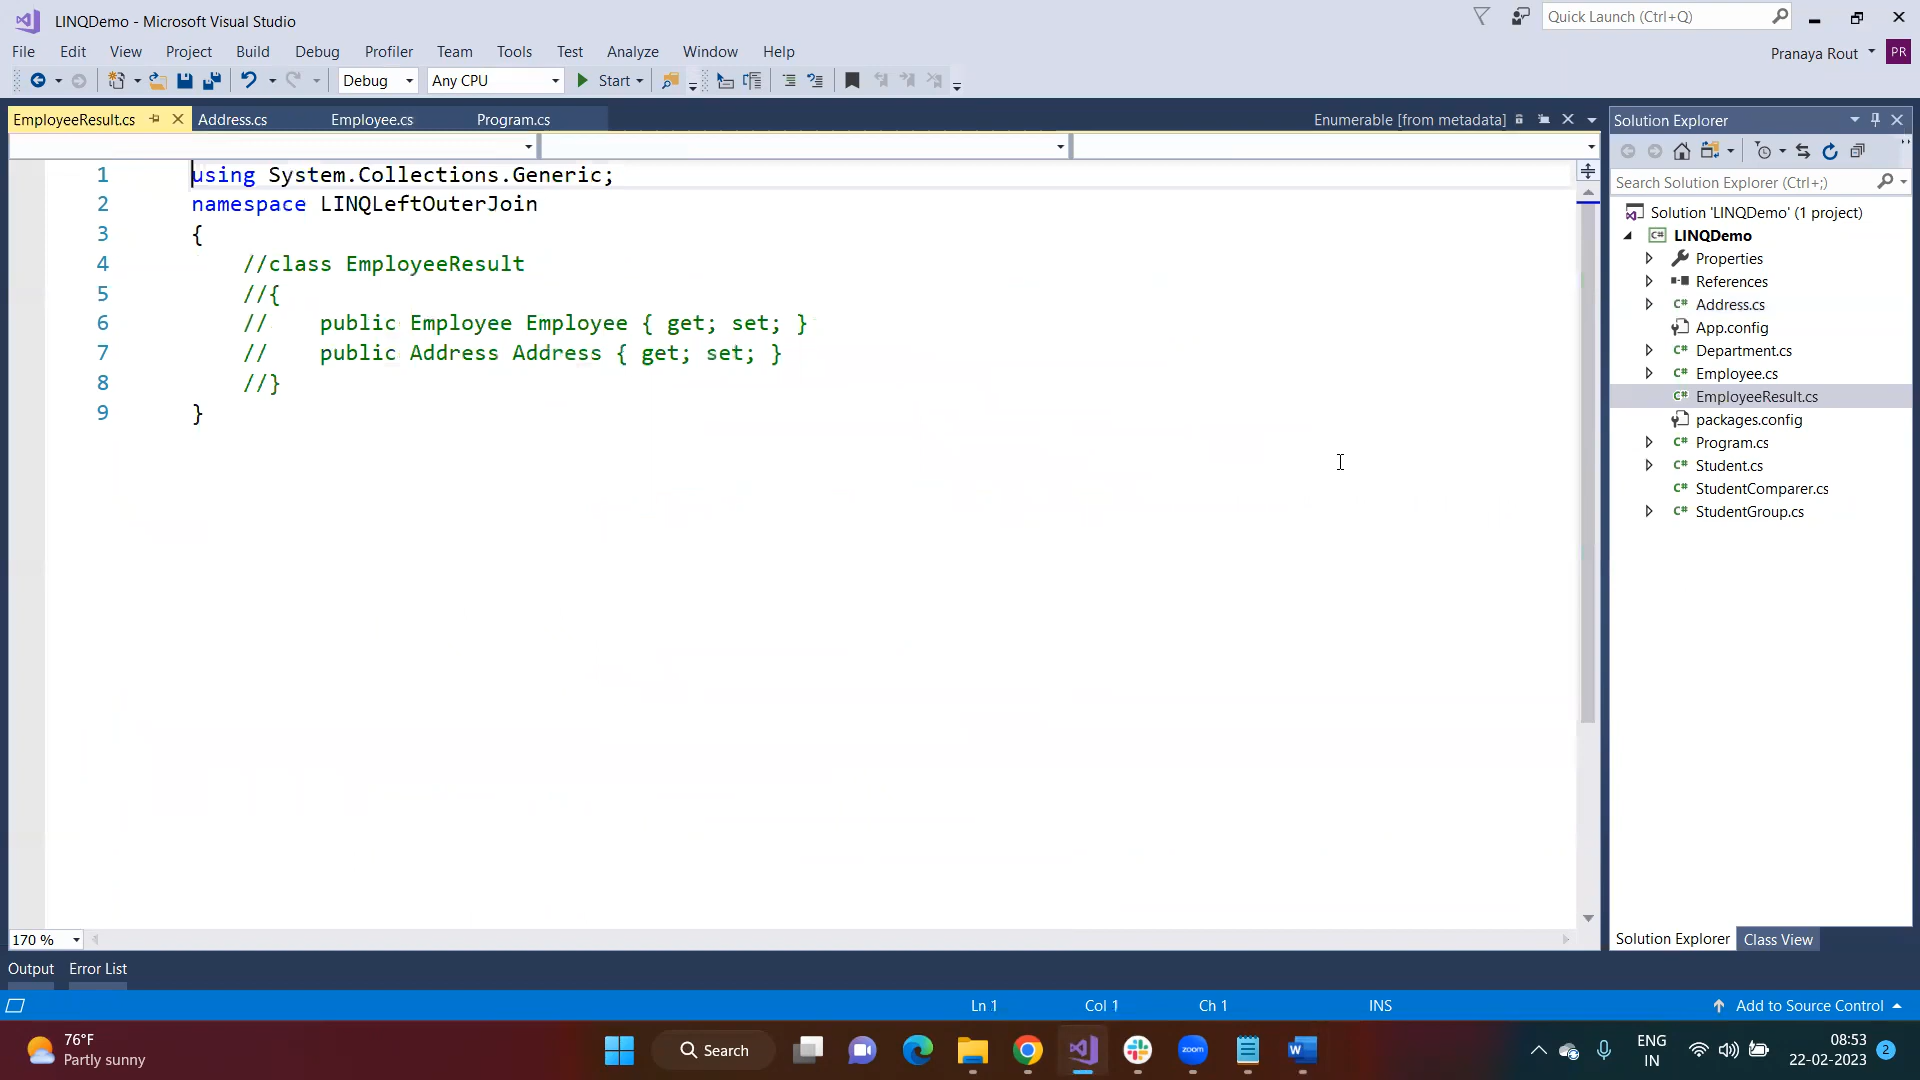 LINQDemo - Microsoft Visual Studio
Quick Launch (Ctrl+Q)
File Edit View Project Build Debug Profiler Team Tools Test Analyze Window Help
Pranaya Rout PR
Debug Any CPU Start
EmployeeResult.cs Address.cs Employee.cs Program.cs Enumerable [from metadata]
1 using System.Collections.Generic;
2 namespace LINQLeftOuterJoin
3 {
4 //class EmployeeResult
5 //{
6 // public Employee Employee { get; set; }
7 // public Address Address { get; set; }
8 //}
9 }
170 %
Solution Explorer
Search Solution Explorer (Ctrl+;)
Solution 'LINQDemo' (1 project)
C# LINQDemo
Properties
References
C# Address.cs
App.config
C# Department.cs
C# Employee.cs
C# EmployeeResult.cs
packages.config
C# Program.cs
C# Student.cs
C# StudentComparer.cs
C# StudentGroup.cs
Solution Explorer Class View
Output Error List
Ln 1 Col 1 Ch 1 INS Add to Source Control
76°F
Partly sunny
Search
zoom
W
ENG
IN
08:53
22-02-2023
2